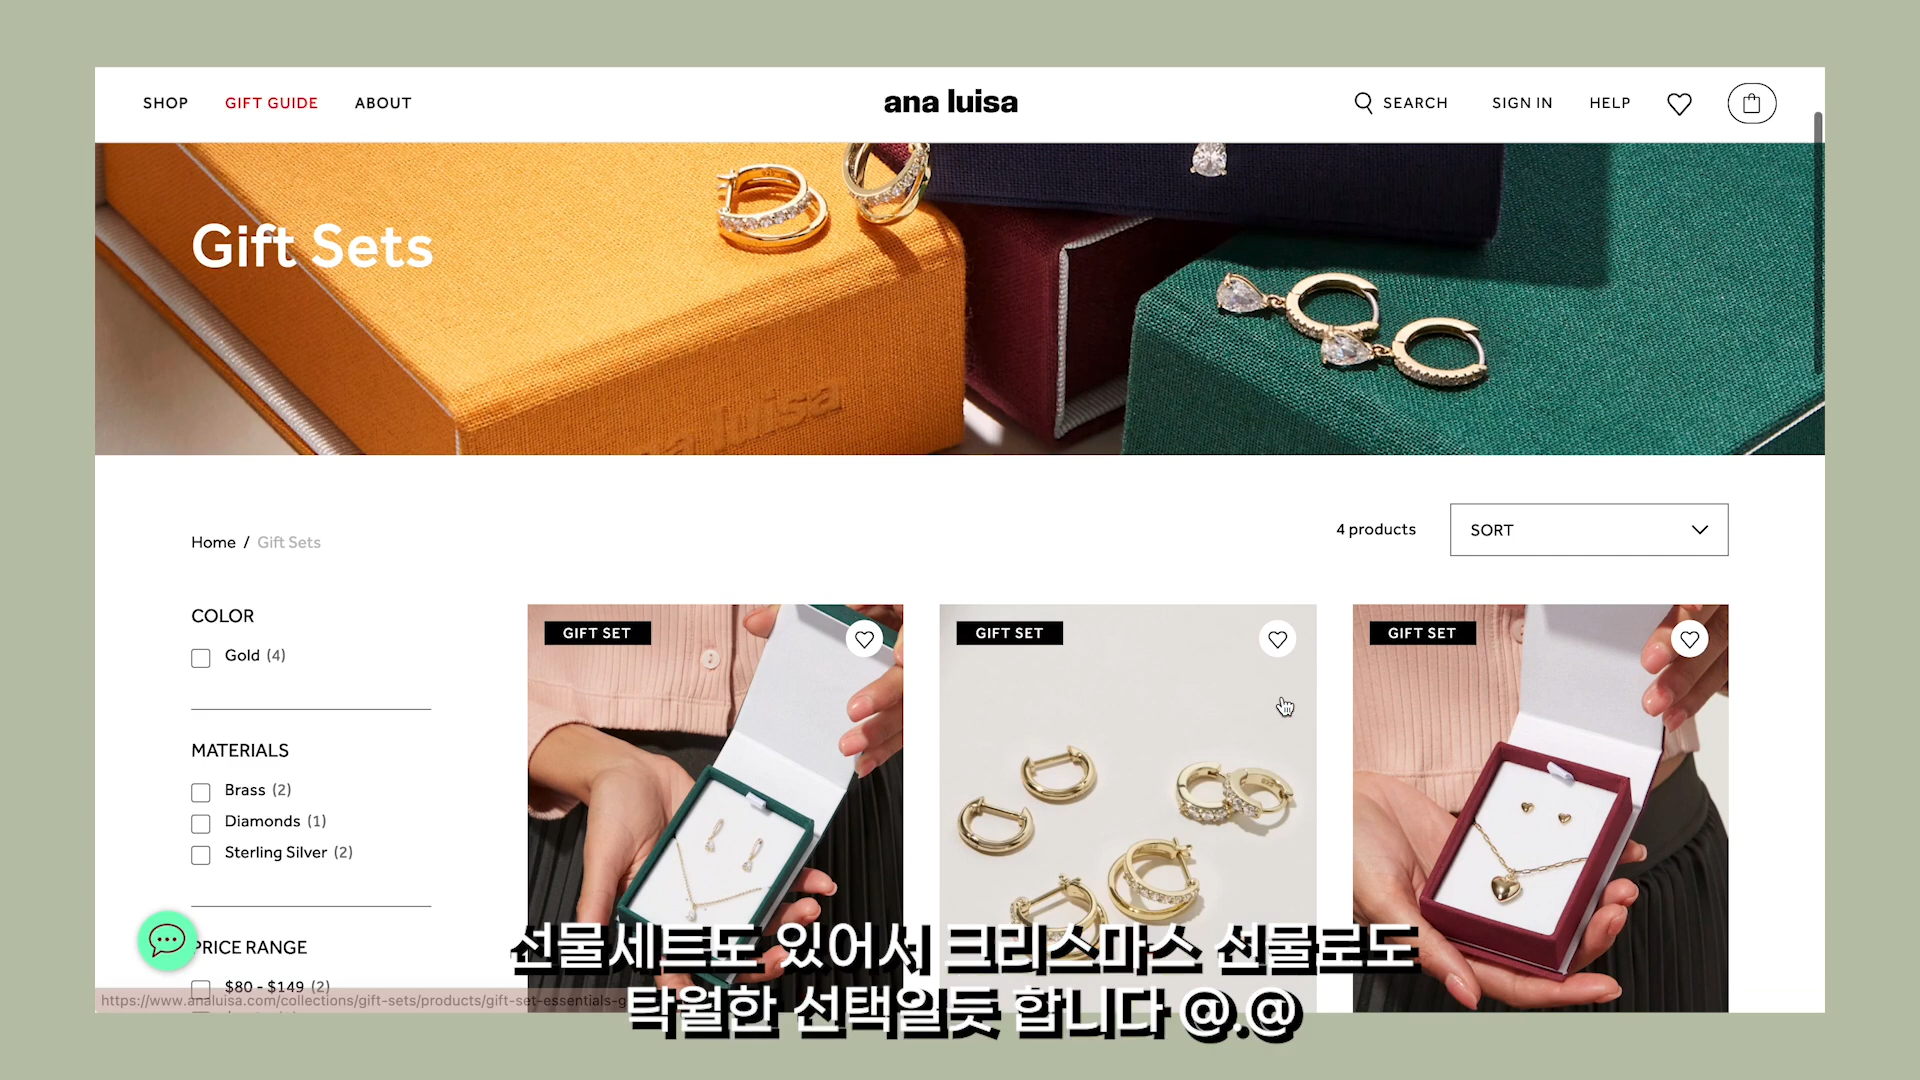 SHOP
GIFT GUIDE
ABOUT
ana luisa
SEARCH
SIGN IN
HELP
Gift Sets
luisa
Home / Gift Sets
4 products
SORT
COLOR
Gold (4)
MATERIALS
Brass (2)
Diamonds (1)
Sterling Silver (2)
PRICE RANGE
$80 - $149 (2)
GIFT SET
GIFT SET
GIFT SET
https://www.analuisa.com/collections/gift-sets/products/gift-set-essentials-g
선물세트도 있어서 크리스마스 선물로도
탁월한 선택일듯 합니다 @.@